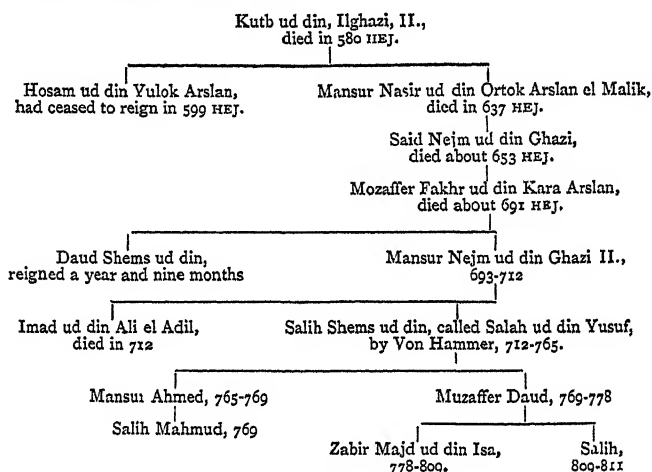 Kutb ud din, Ilghazi, II.,
died in 580 HEJ.
Hosam ud din Yulok Arslan,
had ceased to reign in 599 HEJ.
Mansur Nasir ud din Ortok Arslan el Malik,
died in 637 HEJ.
Said Nejm ud din Ghazi,
died about 653 HEJ.
Mozaffer Fakhr ud din Kara Arslan,
died about 691 HEJ.
Daud Shems ud din,
reigned a year and nine months
Mansur Nejm ud din Ghazi II.,
693-712
Imad ud din Ali el Adil,
died in 712
Salih Shems ud din, called Salah ud din Yusuf,
by Von Hammer, 712-765.
Mansur Ahmed, 765-769
Muzaffer Daud, 769-778
Salih Mahmud, 769
Zahir Majd ud din Isa,
778-809.
Salih,
809-811